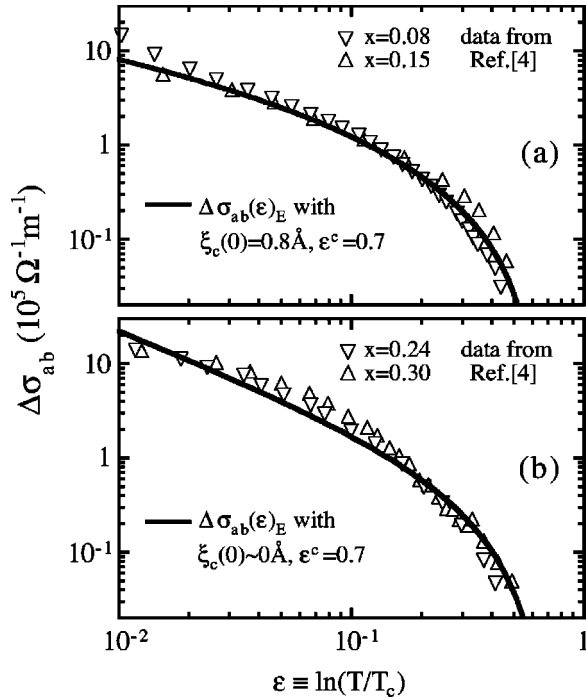 Δσab (10⁵ Ω⁻¹m⁻¹)
10
1
10⁻¹
x=0.08 data from
x=0.15 Ref.[4]
(a)
Δσab(ε)E with
ξc(0)=0.8Å, εᶜ=0.7
10
1
10⁻¹
x=0.24 data from
x=0.30 Ref.[4]
(b)
Δσab(ε)E with
ξc(0)~0Å, εᶜ=0.7
10⁻² 10⁻¹ 1
ε ≡ ln(T/Tc)